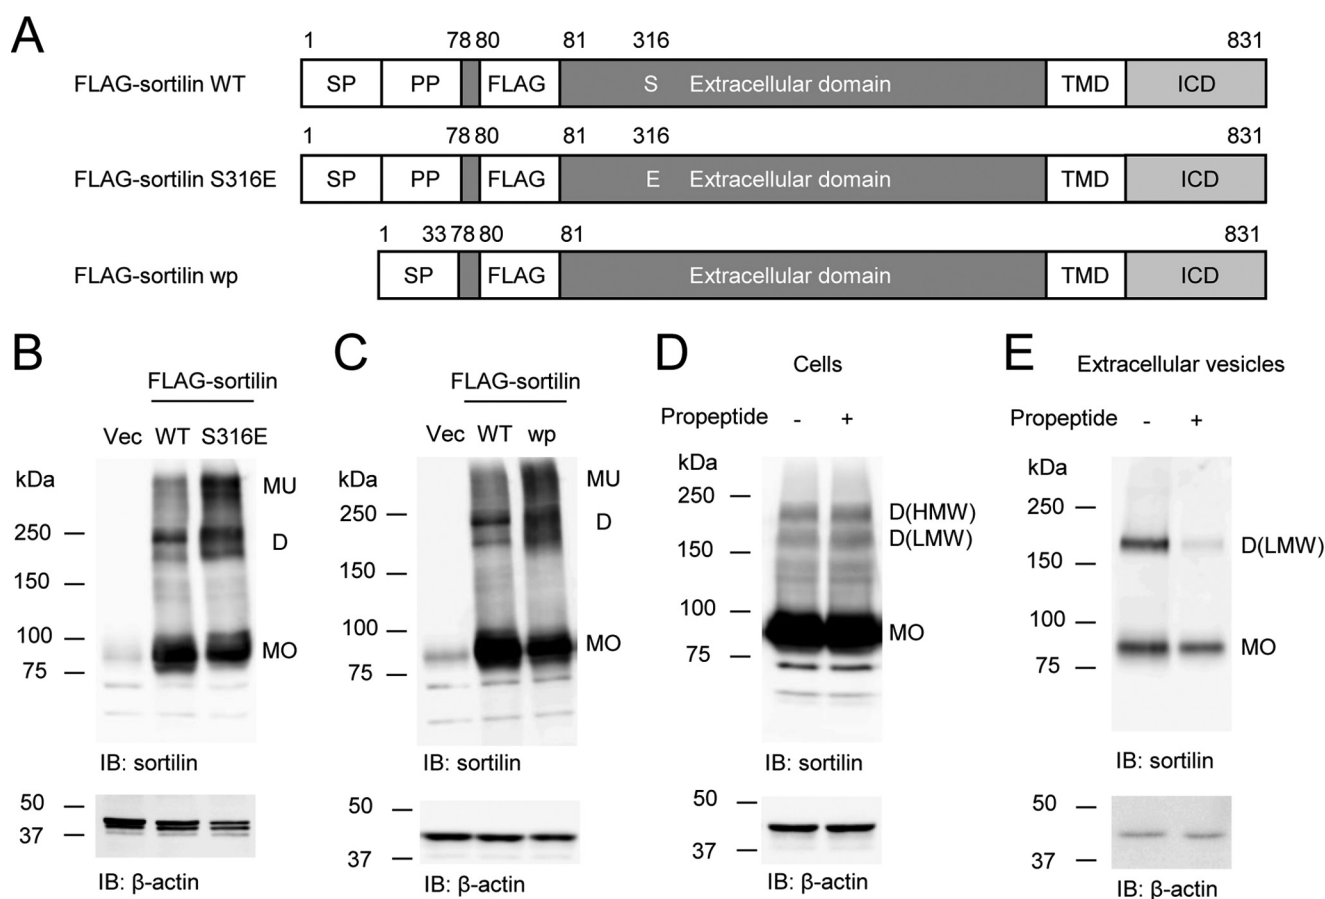 A
1 78 80 81 316 831
FLAG-sortilin WT SP PP FLAG S Extracellular domain TMD ICD
1 78 80 81 316 831
FLAG-sortilin S316E SP PP FLAG E Extracellular domain TMD ICD
1 33 78 80 81 831
FLAG-sortilin wp SP FLAG Extracellular domain TMD ICD
B
FLAG-sortilin
Vec WT S316E
kDa
MU
250
D
150
100
MO
75
IB: sortilin
50
37
IB: β-actin
C
FLAG-sortilin
Vec WT wp
kDa
MU
250
D
150
100
MO
75
IB: sortilin
50
37
IB: β-actin
D
Cells
Propeptide - +
kDa
250
D(HMW)
D(LMW)
150
100
MO
75
IB: sortilin
50
37
IB: β-actin
E
Extracellular vesicles
Propeptide - +
kDa
250
D(LMW)
150
100
MO
75
IB: sortilin
50
37
IB: β-actin